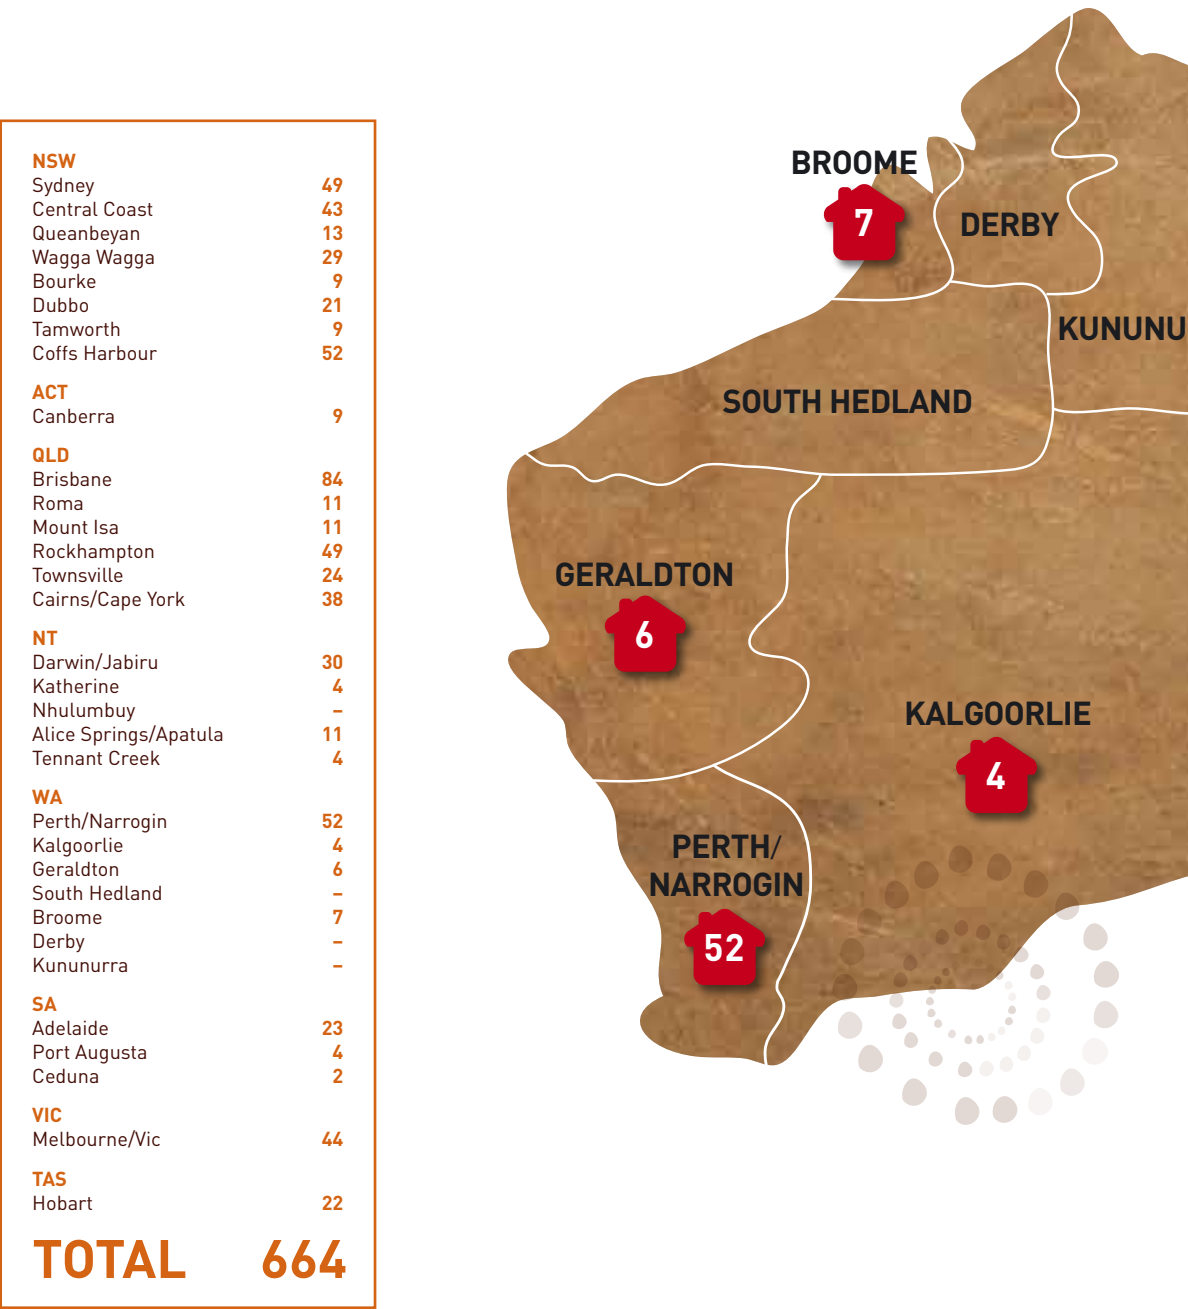 NSW
Sydney 49
Central Coast 43
Queanbeyan 13
Wagga Wagga 29
Bourke 9
Dubbo 21
Tamworth 9
Coffs Harbour 52
ACT
Canberra 9
QLD
Brisbane 84
Roma 11
Mount Isa 11
Rockhampton 49
Townsville 24
Cairns/Cape York 38
NT
Darwin/Jabiru 30
Katherine 4
Nhulumbuy –
Alice Springs/Apatula 11
Tennant Creek 4
WA
Perth/Narrogin 52
Kalgoorlie 4
Geraldton 6
South Hedland –
Broome 7
Derby –
Kununurra –
SA
Adelaide 23
Port Augusta 4
Ceduna 2
VIC
Melbourne/Vic 44
TAS
Hobart 22
TOTAL 664
BROOME
7
DERBY
KUNUNU
SOUTH HEDLAND
GERALDTON
6
KALGOORLIE
4
PERTH/
NARROGIN
52